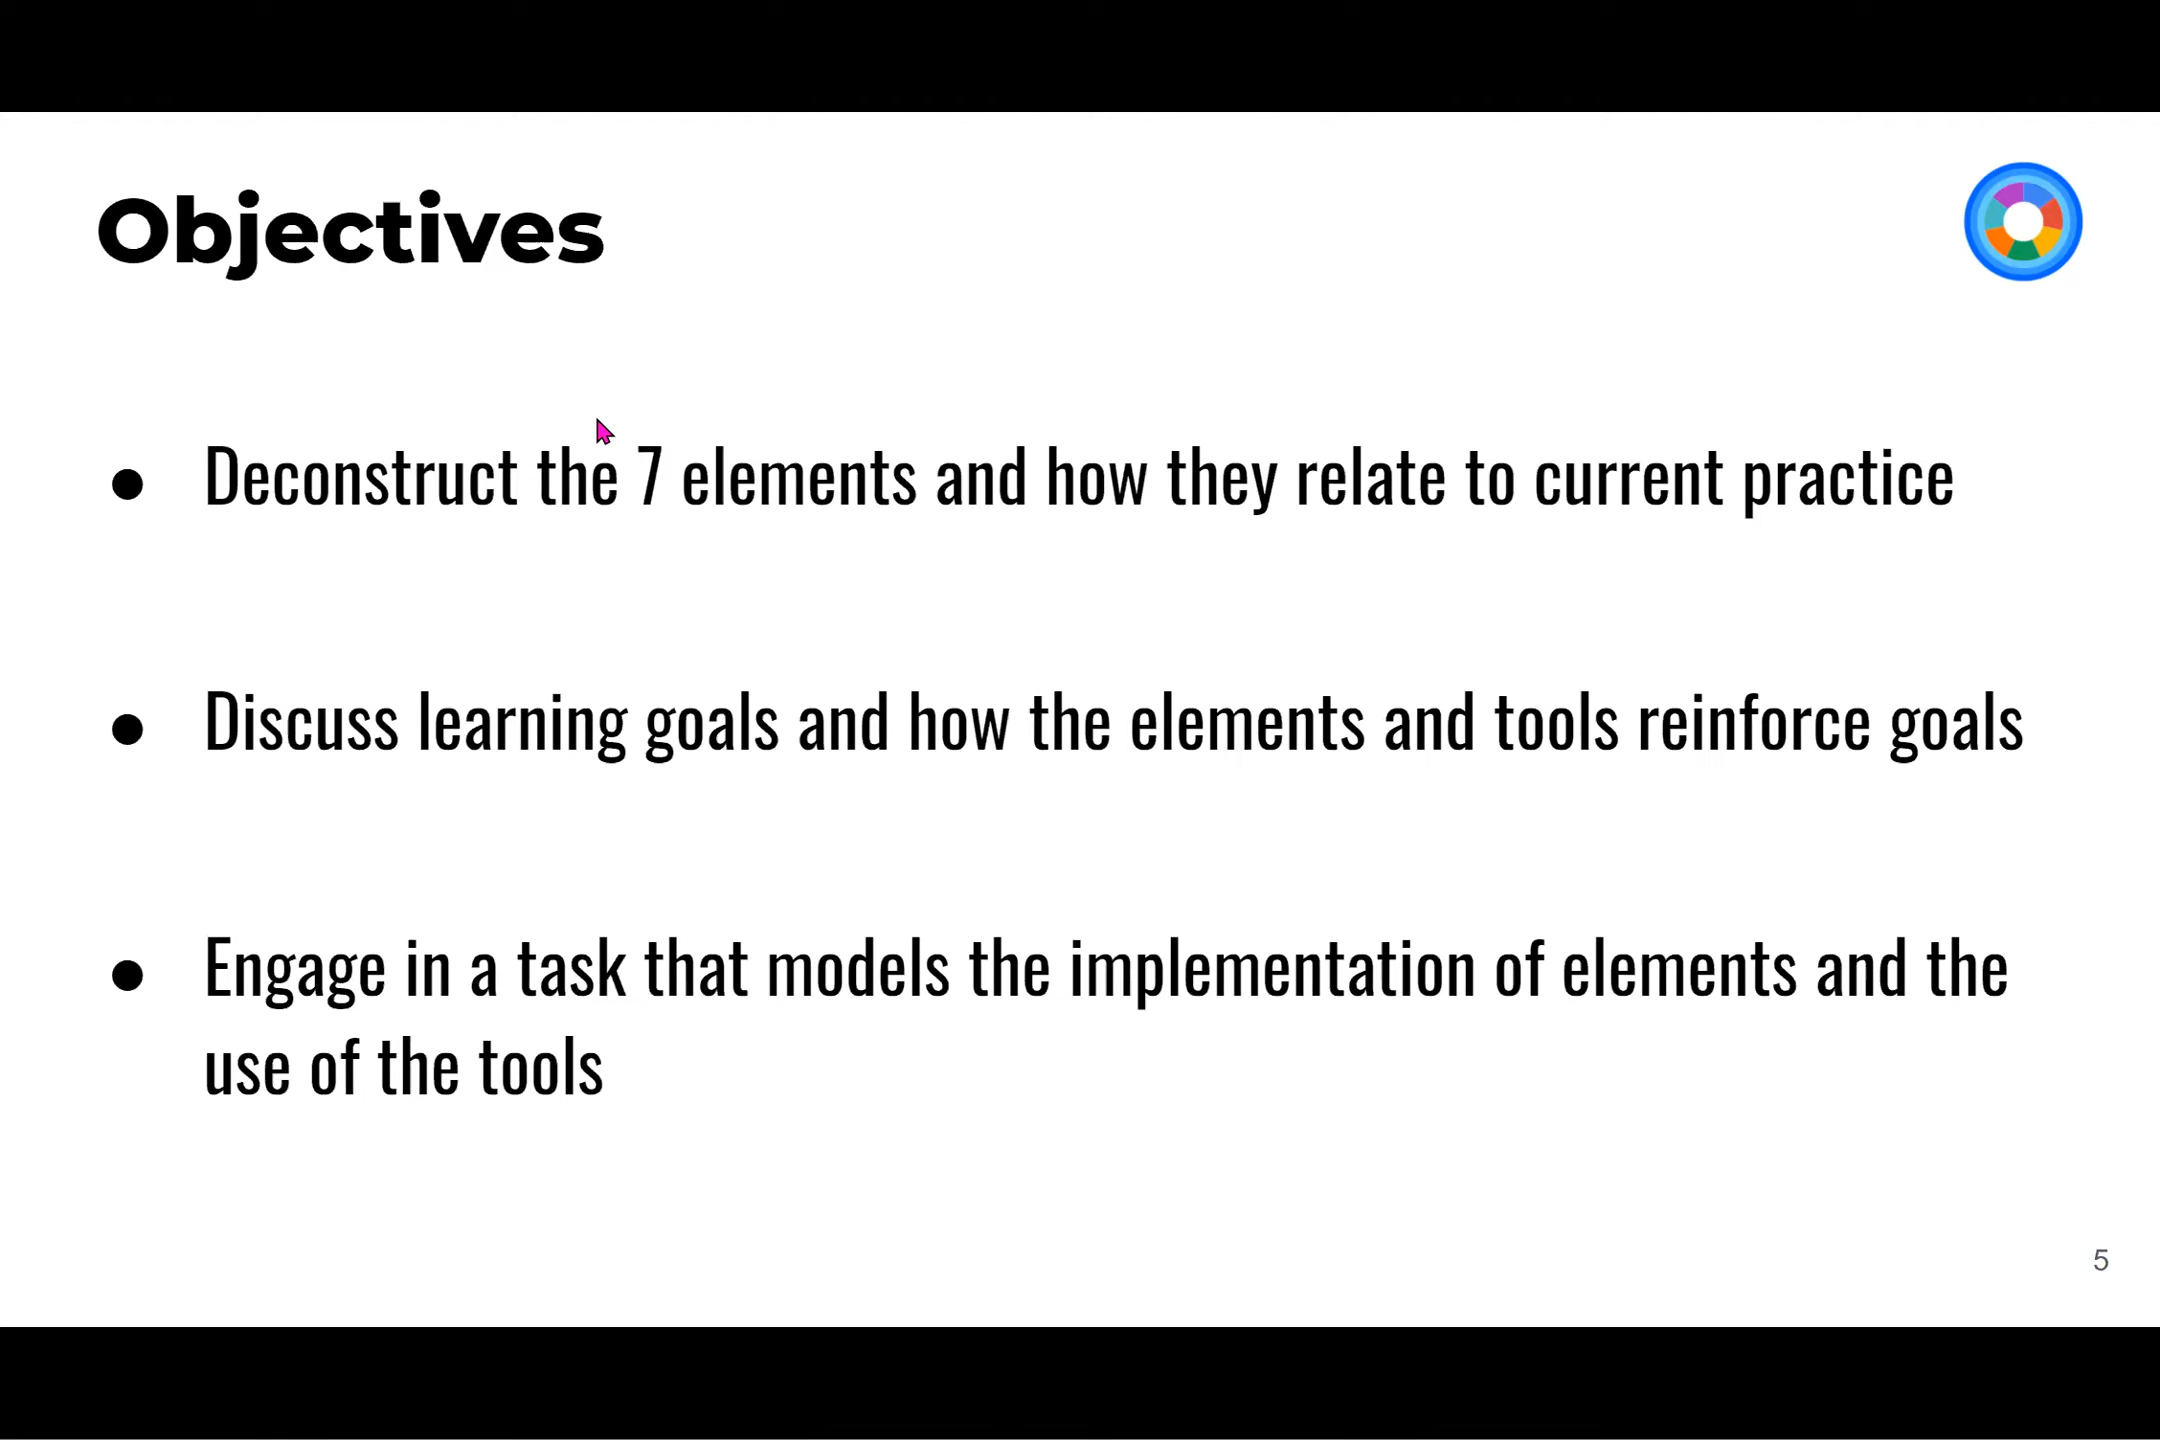 Objectives
● Deconstruct the 7 elements and how they relate to current practice
● Discuss learning goals and how the elements and tools reinforce goals
● Engage in a task that models the implementation of elements and the
use of the tools
5